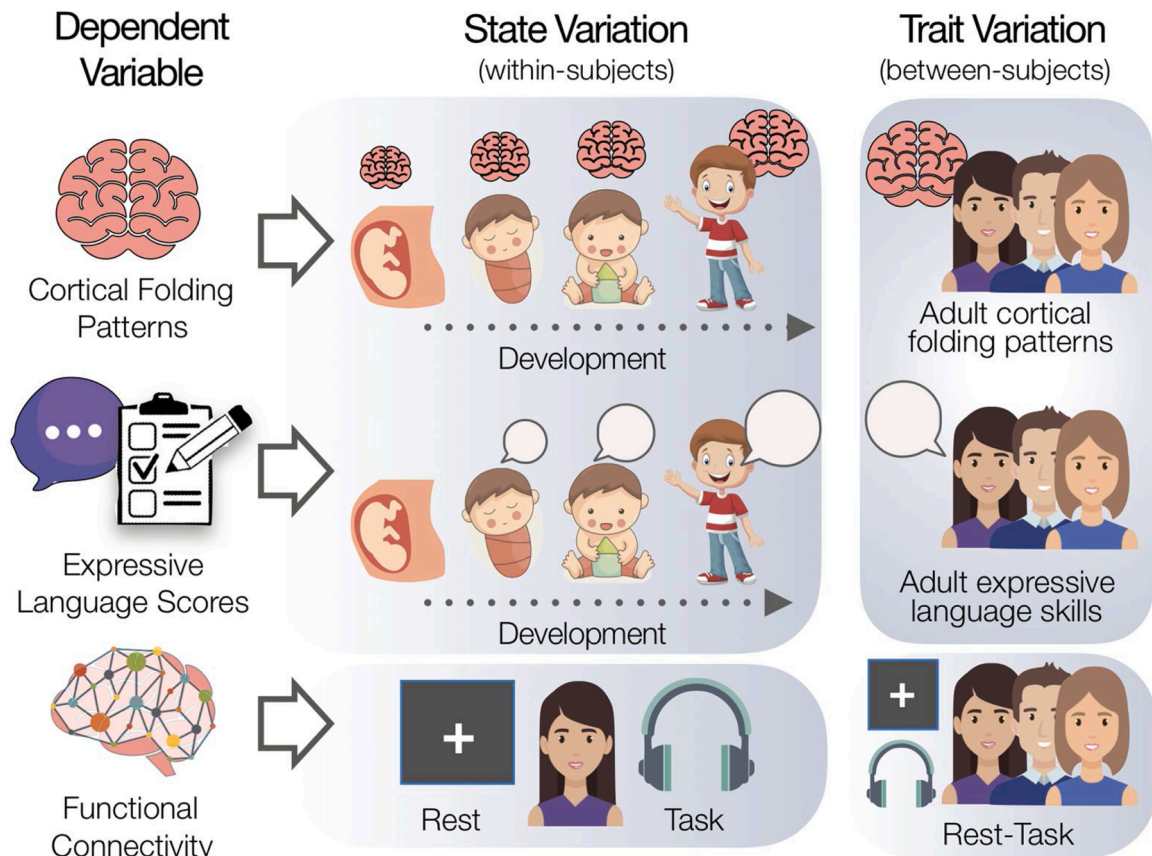 Dependent
Variable
State Variation
(within-subjects)
Trait Variation
(between-subjects)
Cortical Folding
Patterns
Development
Adult cortical
folding patterns
Expressive
Language Scores
Development
Adult expressive
language skills
Functional
Connectivity
Rest
Task
Rest-Task